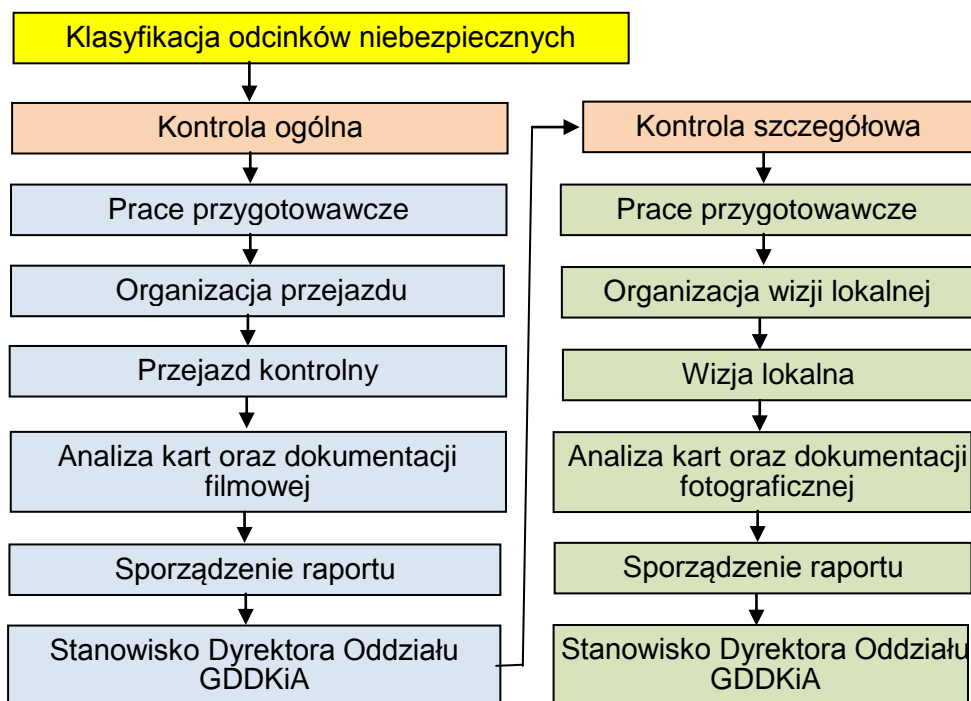 Klasyfikacja odcinków niebezpiecznych
Kontrola ogólna
Prace przygotowawcze
Organizacja przejazdu
Przejazd kontrolny
Analiza kart oraz dokumentacji
filmowej
Sporządzenie raportu
Stanowisko Dyrektora Oddziału
GDDKiA
Kontrola szczegółowa
Prace przygotowawcze
Organizacja wizji lokalnej
Wizja lokalna
Analiza kart oraz dokumentacji
fotograficznej
Sporządzenie raportu
Stanowisko Dyrektora Oddziału
GDDKiA